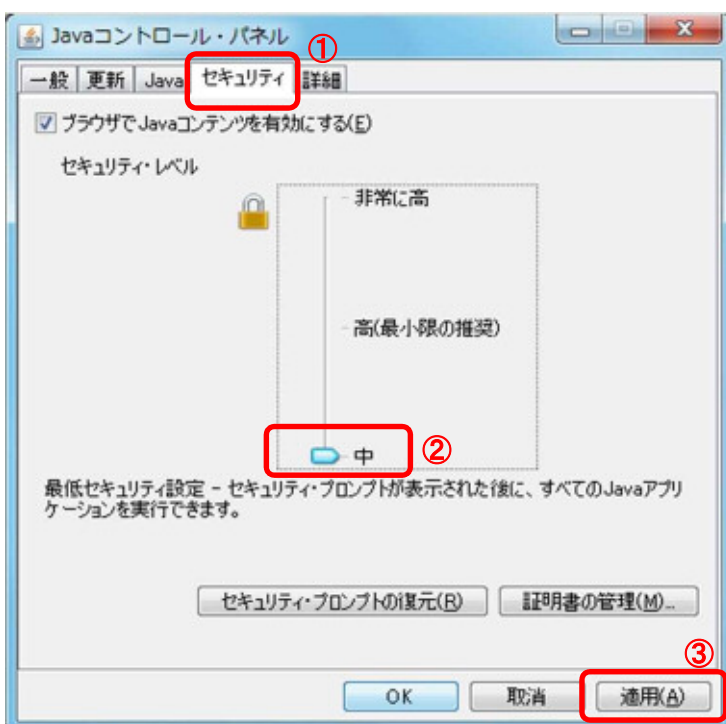 Javaコントロール・パネル
①
一般 更新 Java セキュリティ 詳細
ブラウザでJavaコンテンツを有効にする(E)
セキュリティ・レベル
非常に高
高(最小限の推奨)
中
②
最低セキュリティ設定 - セキュリティ・プロンプトが表示された後に、すべてのJavaアプリ
ケーションを実行できます。
セキュリティ・プロンプトの復元(R) 証明書の管理(M)...
③
OK 取消 適用(A)